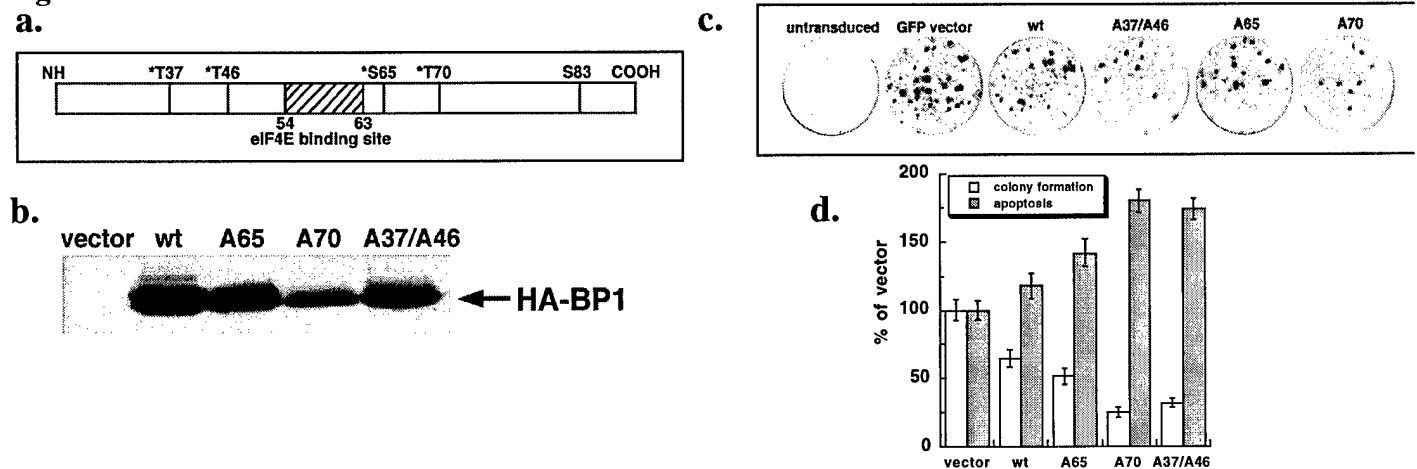 a.
NH *T37 *T46 *S65 *T70 S83 COOH
54 63
eIF4E binding site
b.
vector wt A65 A70 A37/A46
HA-BP1
c.
untransduced GFP vector wt A37/A46 A65 A70
d.
200
150
100
50
0
% of vector
colony formation
apoptosis
vector wt A65 A70 A37/A46